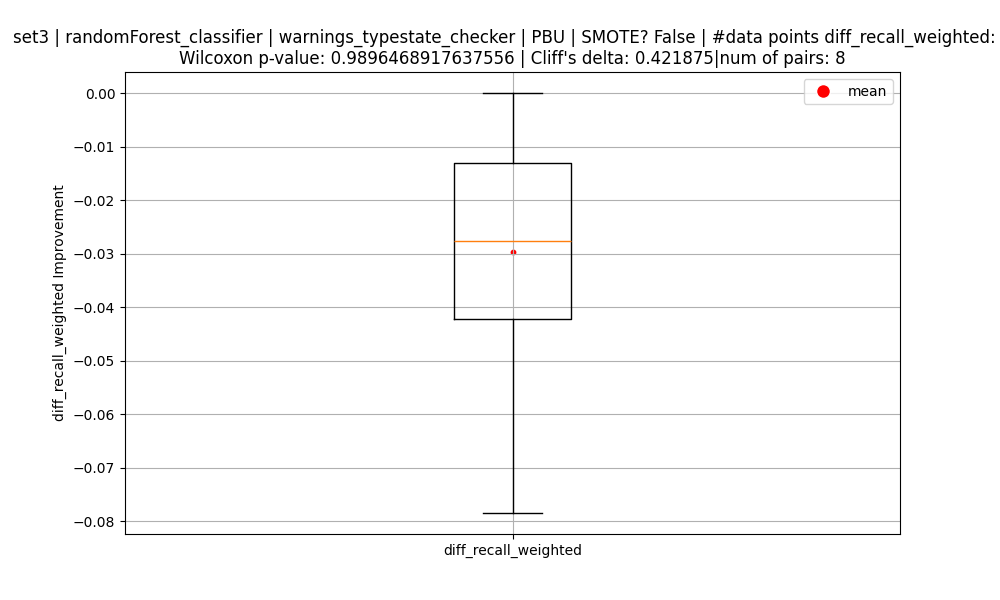 set3 | randomForest_classifier | warnings_typestate_checker | PBU | SMOTE? False | #data points diff_recall_weighted:
Wilcoxon p-value: 0.9896468917637556 | Cliff's delta: 0.421875|num of pairs: 8
mean
0.00
−0.01
−0.02
−0.03
−0.04
−0.05
−0.06
−0.07
−0.08
diff_recall_weighted Improvement
diff_recall_weighted